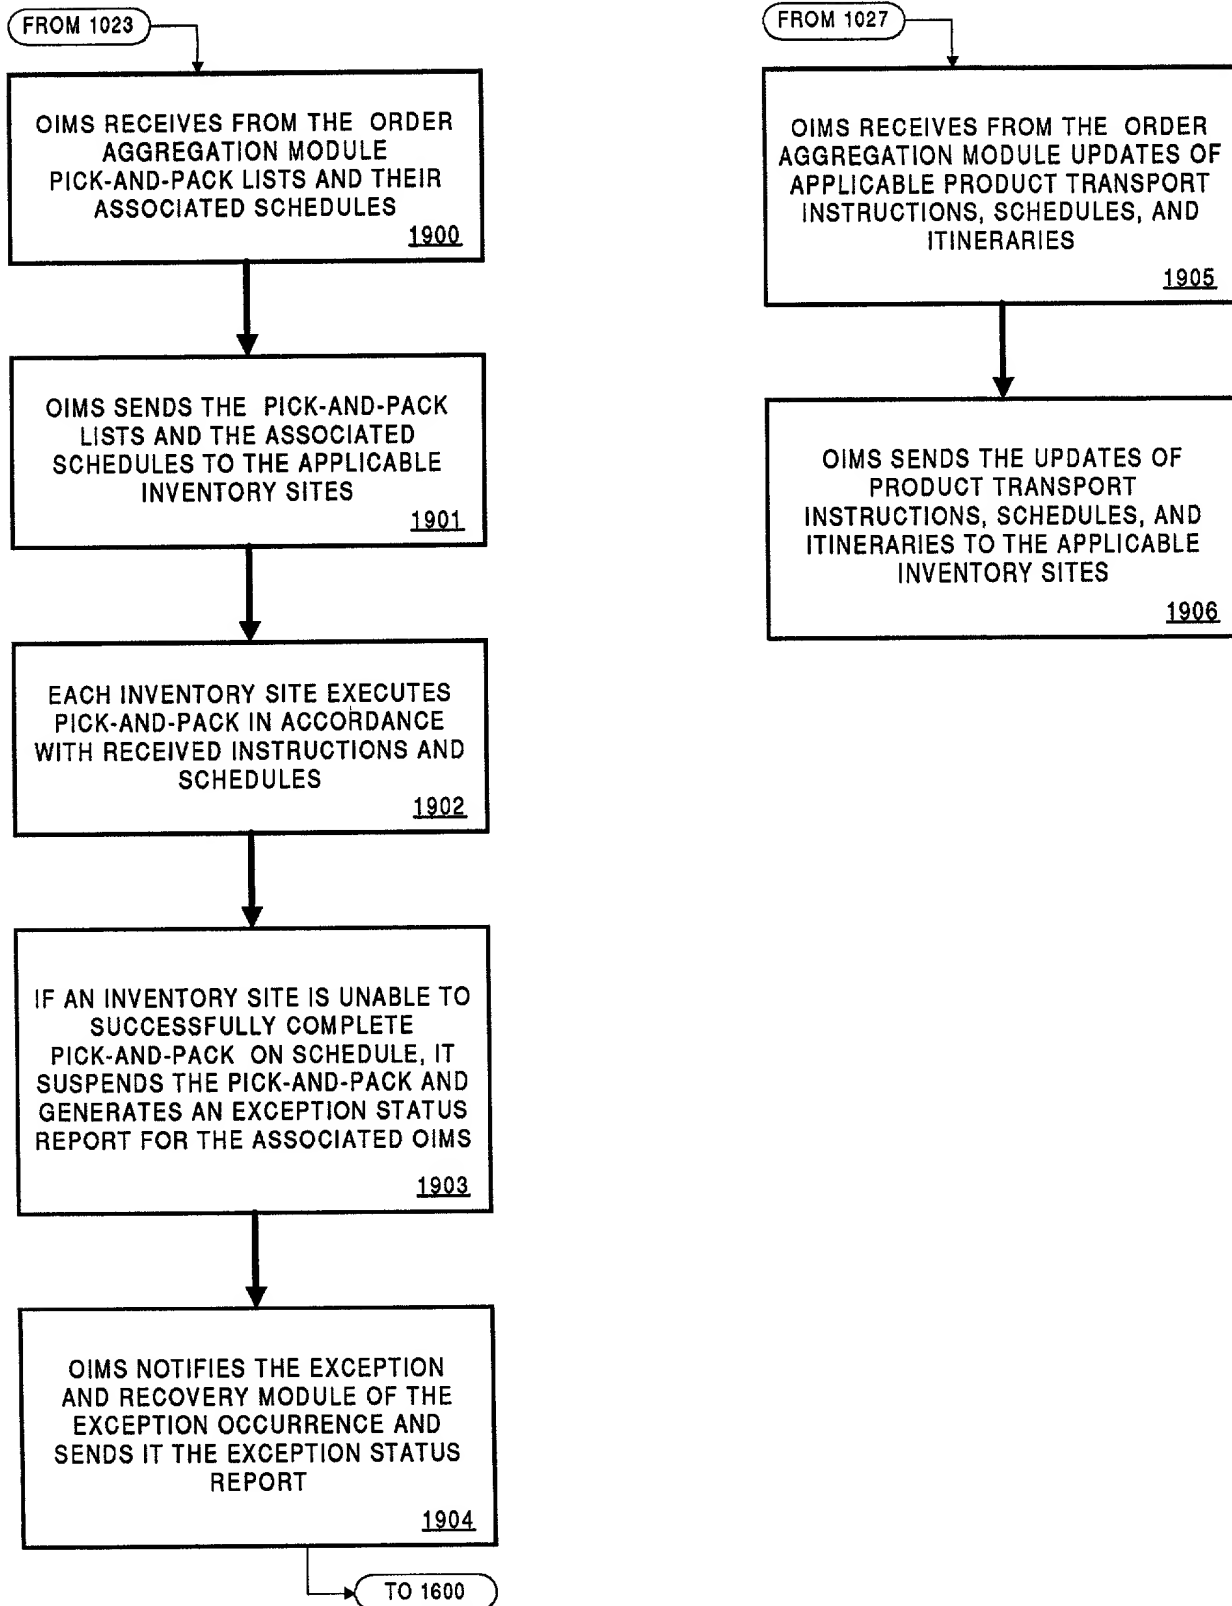 FROM 1023
OIMS RECEIVES FROM THE ORDER
AGGREGATION MODULE
PICK-AND-PACK LISTS AND THEIR
ASSOCIATED SCHEDULES
1900
OIMS SENDS THE PICK-AND-PACK
LISTS AND THE ASSOCIATED
SCHEDULES TO THE APPLICABLE
INVENTORY SITES
1901
EACH INVENTORY SITE EXECUTES
PICK-AND-PACK IN ACCORDANCE
WITH RECEIVED INSTRUCTIONS AND
SCHEDULES
1902
IF AN INVENTORY SITE IS UNABLE TO
SUCCESSFULLY COMPLETE
PICK-AND-PACK ON SCHEDULE, IT
SUSPENDS THE PICK-AND-PACK AND
GENERATES AN EXCEPTION STATUS
REPORT FOR THE ASSOCIATED OIMS
1903
OIMS NOTIFIES THE EXCEPTION
AND RECOVERY MODULE OF THE
EXCEPTION OCCURRENCE AND
SENDS IT THE EXCEPTION STATUS
REPORT
1904
TO 1600
FROM 1027
OIMS RECEIVES FROM THE ORDER
AGGREGATION MODULE UPDATES OF
APPLICABLE PRODUCT TRANSPORT
INSTRUCTIONS, SCHEDULES, AND
ITINERARIES
1905
OIMS SENDS THE UPDATES OF
PRODUCT TRANSPORT
INSTRUCTIONS, SCHEDULES, AND
ITINERARIES TO THE APPLICABLE
INVENTORY SITES
1906